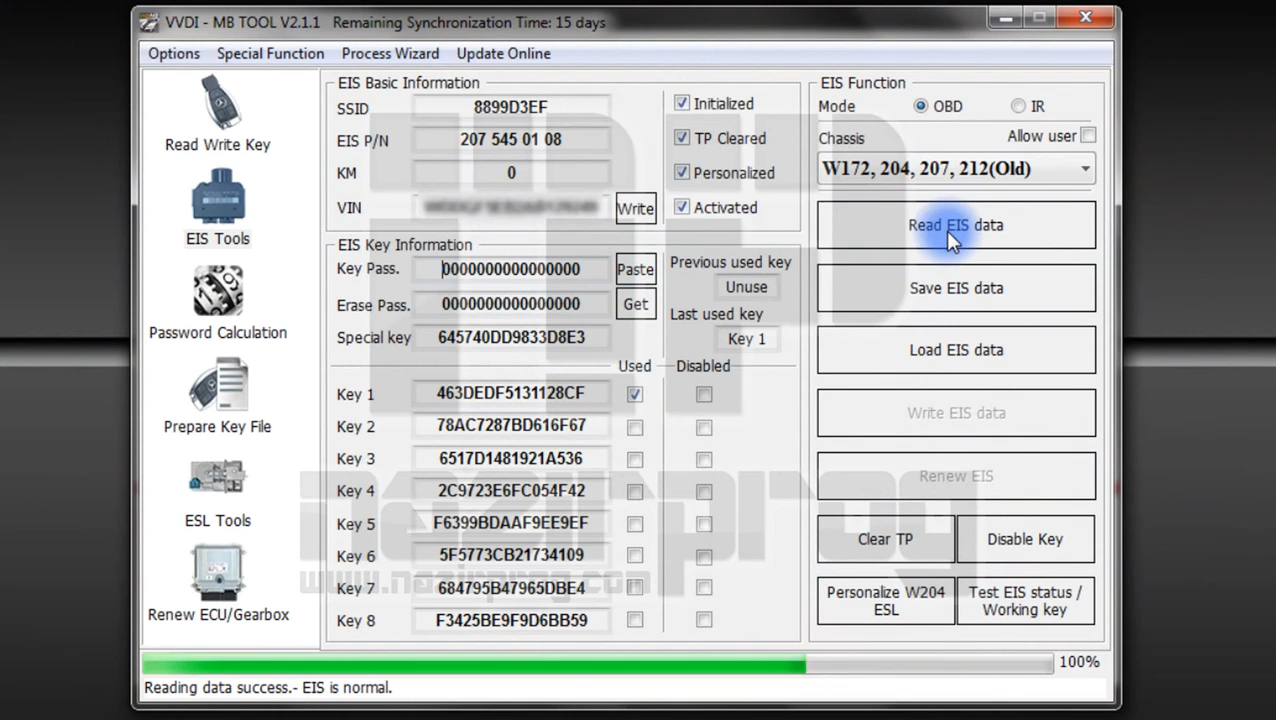 VVDI - MB TOOL V2.1.1 Remaining Synchronization Time: 15 days
Options Special Function Process Wizard Update Online
Read Write Key
EIS Tools
Password Calculation
Prepare Key File
ESL Tools
Renew ECU/Gearbox
EIS Basic Information
SSID 8899D3EF
EIS P/N 207 545 01 08
KM 0
VIN Write
Initialized
TP Cleared
Personalized
Activated
EIS Key Information
Key Pass. 0000000000000000 Paste
Erase Pass. 0000000000000000 Get
Special key 645740DD9833D8E3
Previous used key
Unuse
Last used key
Key 1
Used Disabled
Key 1 463DEDF5131128CF
Key 2 78AC7287BD616F67
Key 3 6517D1481921A536
Key 4 2C9723E6FC054F42
Key 5 F6399BDAAF9EE9EF
Key 6 5F5773CB21734109
Key 7 684795B47965DBE4
Key 8 F3425BE9F9D6BB59
EIS Function
Mode OBD IR
Chassis Allow user
W172, 204, 207, 212(Old)
Read EIS data
Save EIS data
Load EIS data
Write EIS data
Renew EIS
Clear TP Disable Key
Personalize W204
ESL
Test EIS status /
Working key
nazirprog
www.nazirprog.com
100%
Reading data success.- EIS is normal.